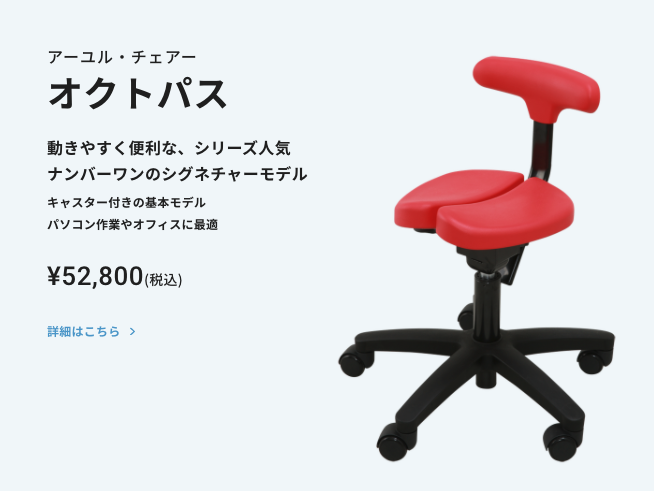 アーユル・チェアー
オクトパス
動きやすく便利な、シリーズ人気
ナンバーワンのシグネチャーモデル
キャスター付きの基本モデル
パソコン作業やオフィスに最適
¥52,800(税込)
詳細はこちら >